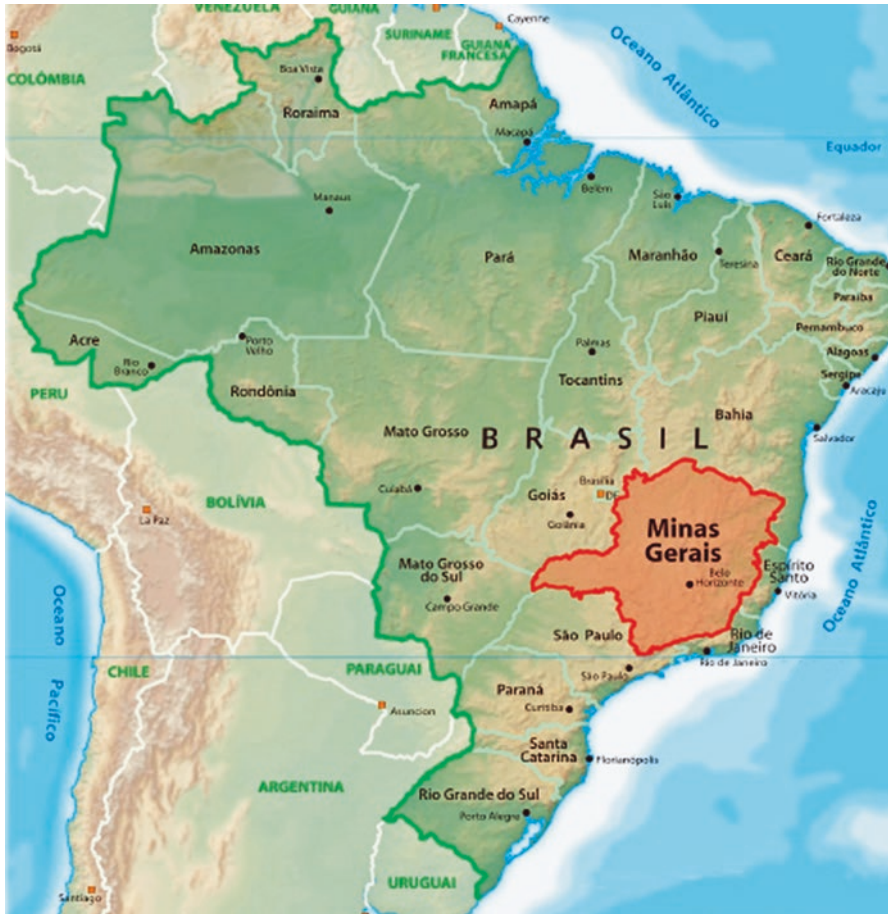 VENEZUELA
GUIANA
Cayenne
SURINAME
GUIANA
FRANCESA
Bogotá
COLÔMBIA
Oceano Atlântico
Boa Vista
Roraima
Amapá
Macapá
Equador
Belém
São
Luís
Manaus
Fortaleza
Amazonas
Pará
Maranhão
Teresina
Ceará
Rio Grande
do Norte
Paraíba
Piauí
Pernambuco
Acre
Rio
Branco
Porto
Velho
Palmas
Alagoas
Rondônia
Tocantins
Sergipe
Aracaju
PERU
Mato Grosso
BRASIL
Bahia
Salvador
Cuiabá
Goiás
Brasília
DF
BOLÍVIA
La Paz
Goiânia
Minas
Gerais
Mato Grosso
do Sul
Belo
Horizonte
Espírito
Santo
Vitória
Campo Grande
Oceano Atlântico
Oceano Pacífico
São Paulo
Rio de
Janeiro
Rio de Janeiro
CHILE
PARAGUAI
São Paulo
Paraná
Curitiba
Asuncion
Santa
Catarina
Florianópolis
ARGENTINA
Rio Grande do Sul
Porto Alegre
URUGUAI
Santiago